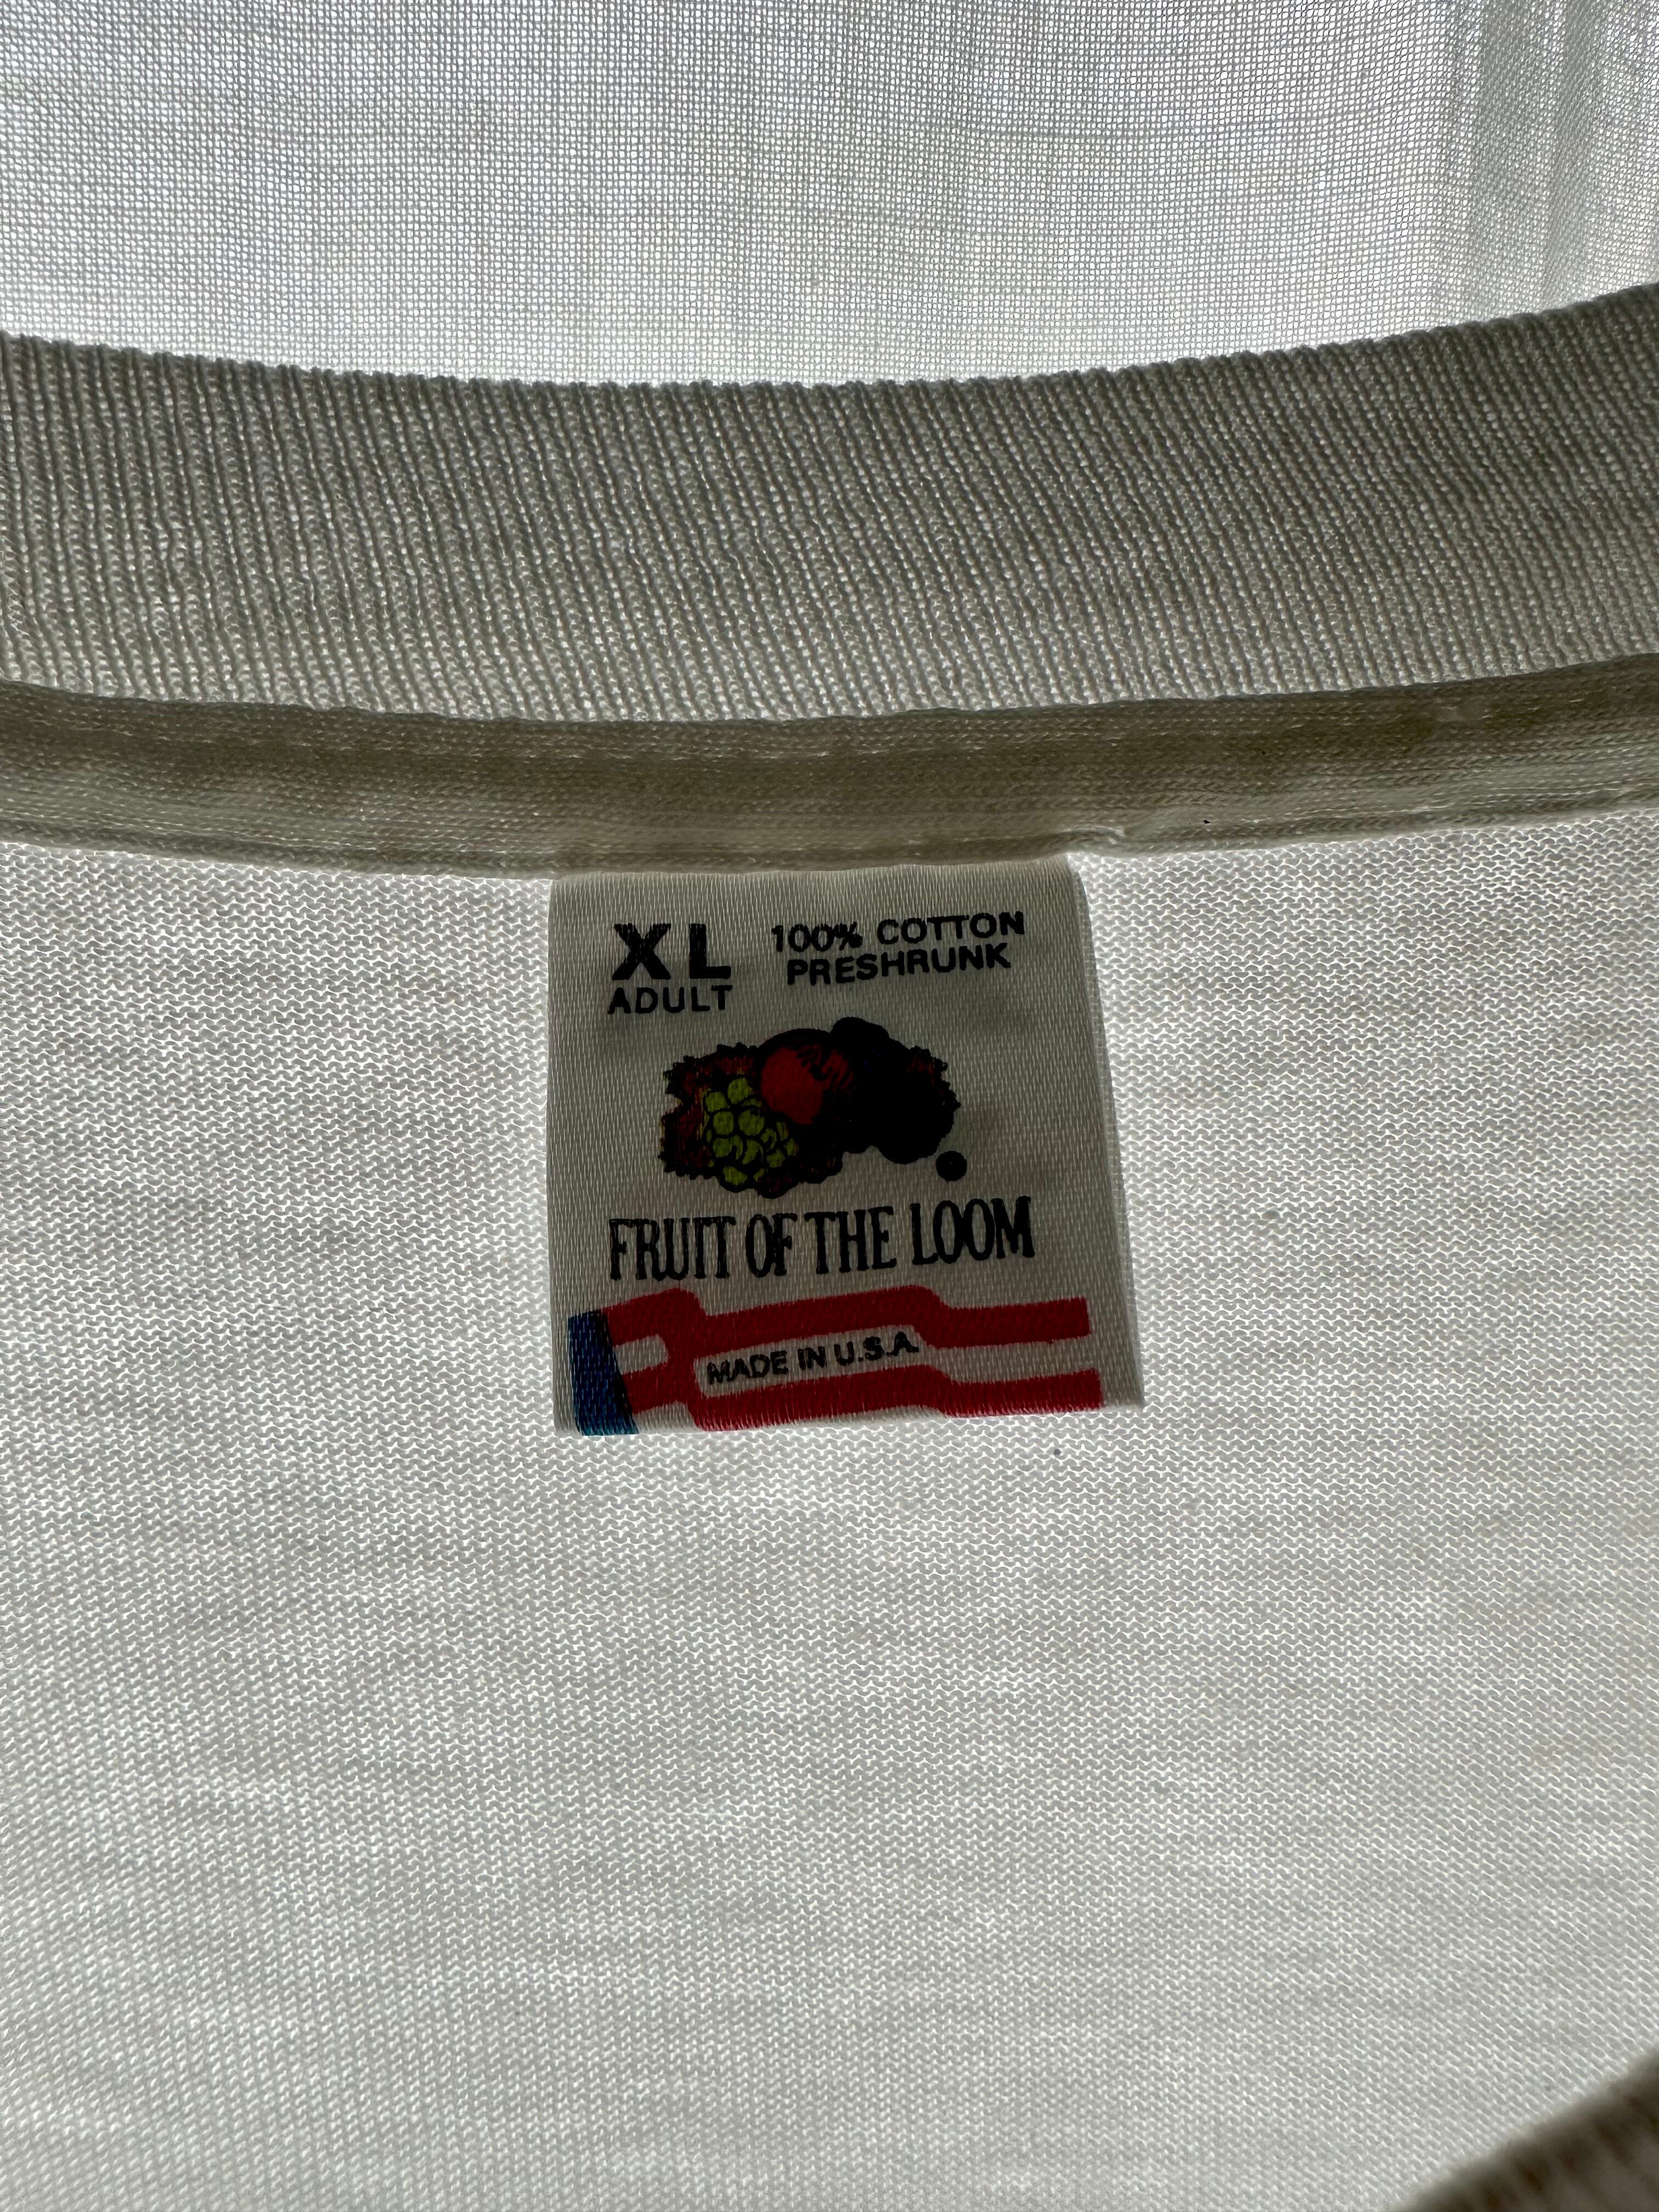 XL
ADULT
100% COTTON
PRESHRUNK
FRUIT OF THE LOOM
MADE IN U.S.A.